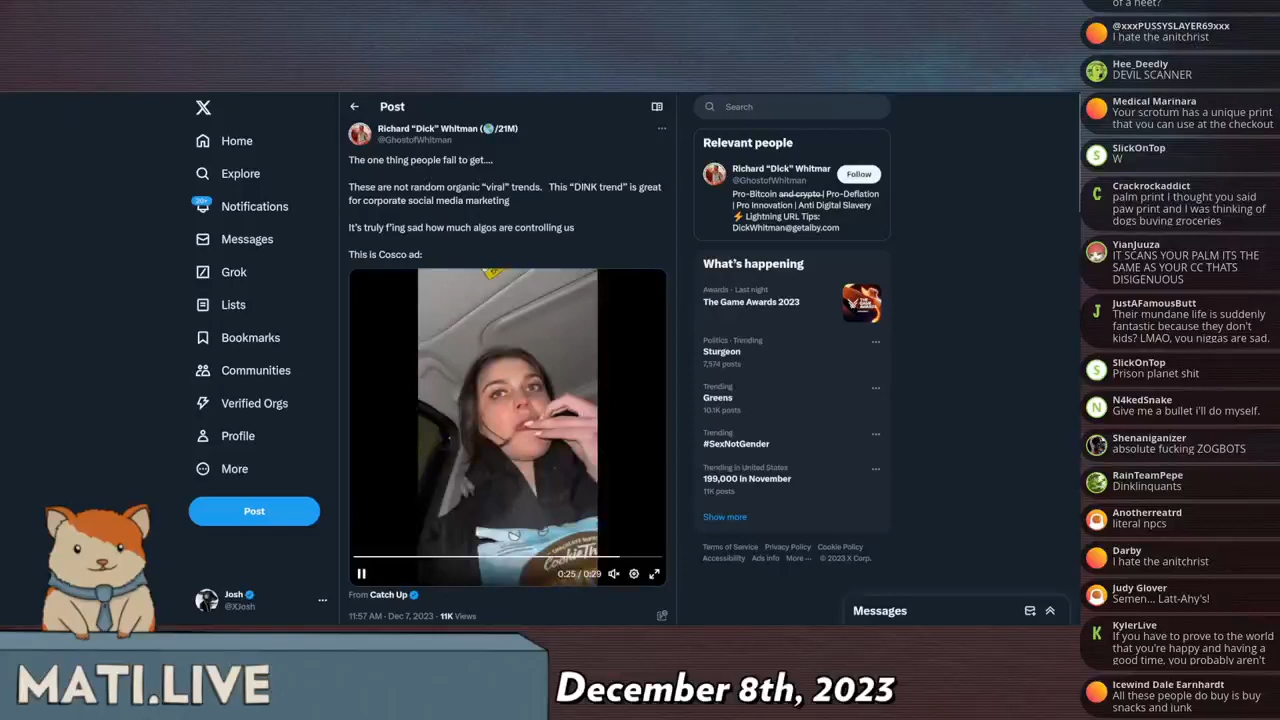 Home
Explore
20+
Notifications
Messages
Grok
Lists
Bookmarks
Communities
Verified Orgs
Profile
More
Post
Josh
@XJosh
Post
Richard “Dick” Whitman (🌎/21M)
@GhostofWhitman
The one thing people fail to get....
These are not random organic “viral” trends. This “DINK trend” is great
for corporate social media marketing
It’s truly f’ing sad how much algos are controlling us
This is Cosco ad:
CookieTh
0:25 / 0:29
From Catch Up
11:57 AM · Dec 7, 2023 · 11K Views
Search
Relevant people
Richard “Dick” Whitmar
@GhostofWhitman
Follow
Pro-Bitcoin and crypto | Pro-Deflation
| Pro Innovation | Anti Digital Slavery
⚡ Lightning URL Tips:
DickWhitman@getalby.com
What’s happening
Awards · Last night
The Game Awards 2023
Politics · Trending
Sturgeon
7,574 posts
Trending
Greens
10.1K posts
Trending
#SexNotGender
Trending in United States
199,000 in November
11K posts
Show more
Terms of Service Privacy Policy Cookie Policy
Accessibility Ads info More ··· © 2023 X Corp.
Messages
of a heet?
@xxxPUSSYSLAYER69xxx
I hate the anitchrist
Hee_Deedly
DEVIL SCANNER
Medical Marinara
Your scrotum has a unique print
that you can use at the checkout
SlickOnTop
W
Crackrockaddict
palm print I thought you said
paw print and I was thinking of
dogs buying groceries
YianJuuza
IT SCANS YOUR PALM ITS THE
SAME AS YOUR CC THATS
DISIGENUOUS
JustAFamousButt
Their mundane life is suddenly
fantastic because they don't
kids? LMAO, you niggas are sad.
SlickOnTop
Prison planet shit
N4kedSnake
Give me a bullet i'll do myself.
Shenaniganizer
absolute fucking ZOGBOTS
RainTeamPepe
Dinklinquants
Anotherreatrd
literal npcs
Darby
I hate the anitchrist
Judy Glover
Semen... Latt-Ahy's!
KylerLive
If you have to prove to the world
that you're happy and having a
good time, you probably aren't
Icewind Dale Earnhardt
All these people do buy is buy
snacks and junk
MATI.LIVE
December 8th, 2023